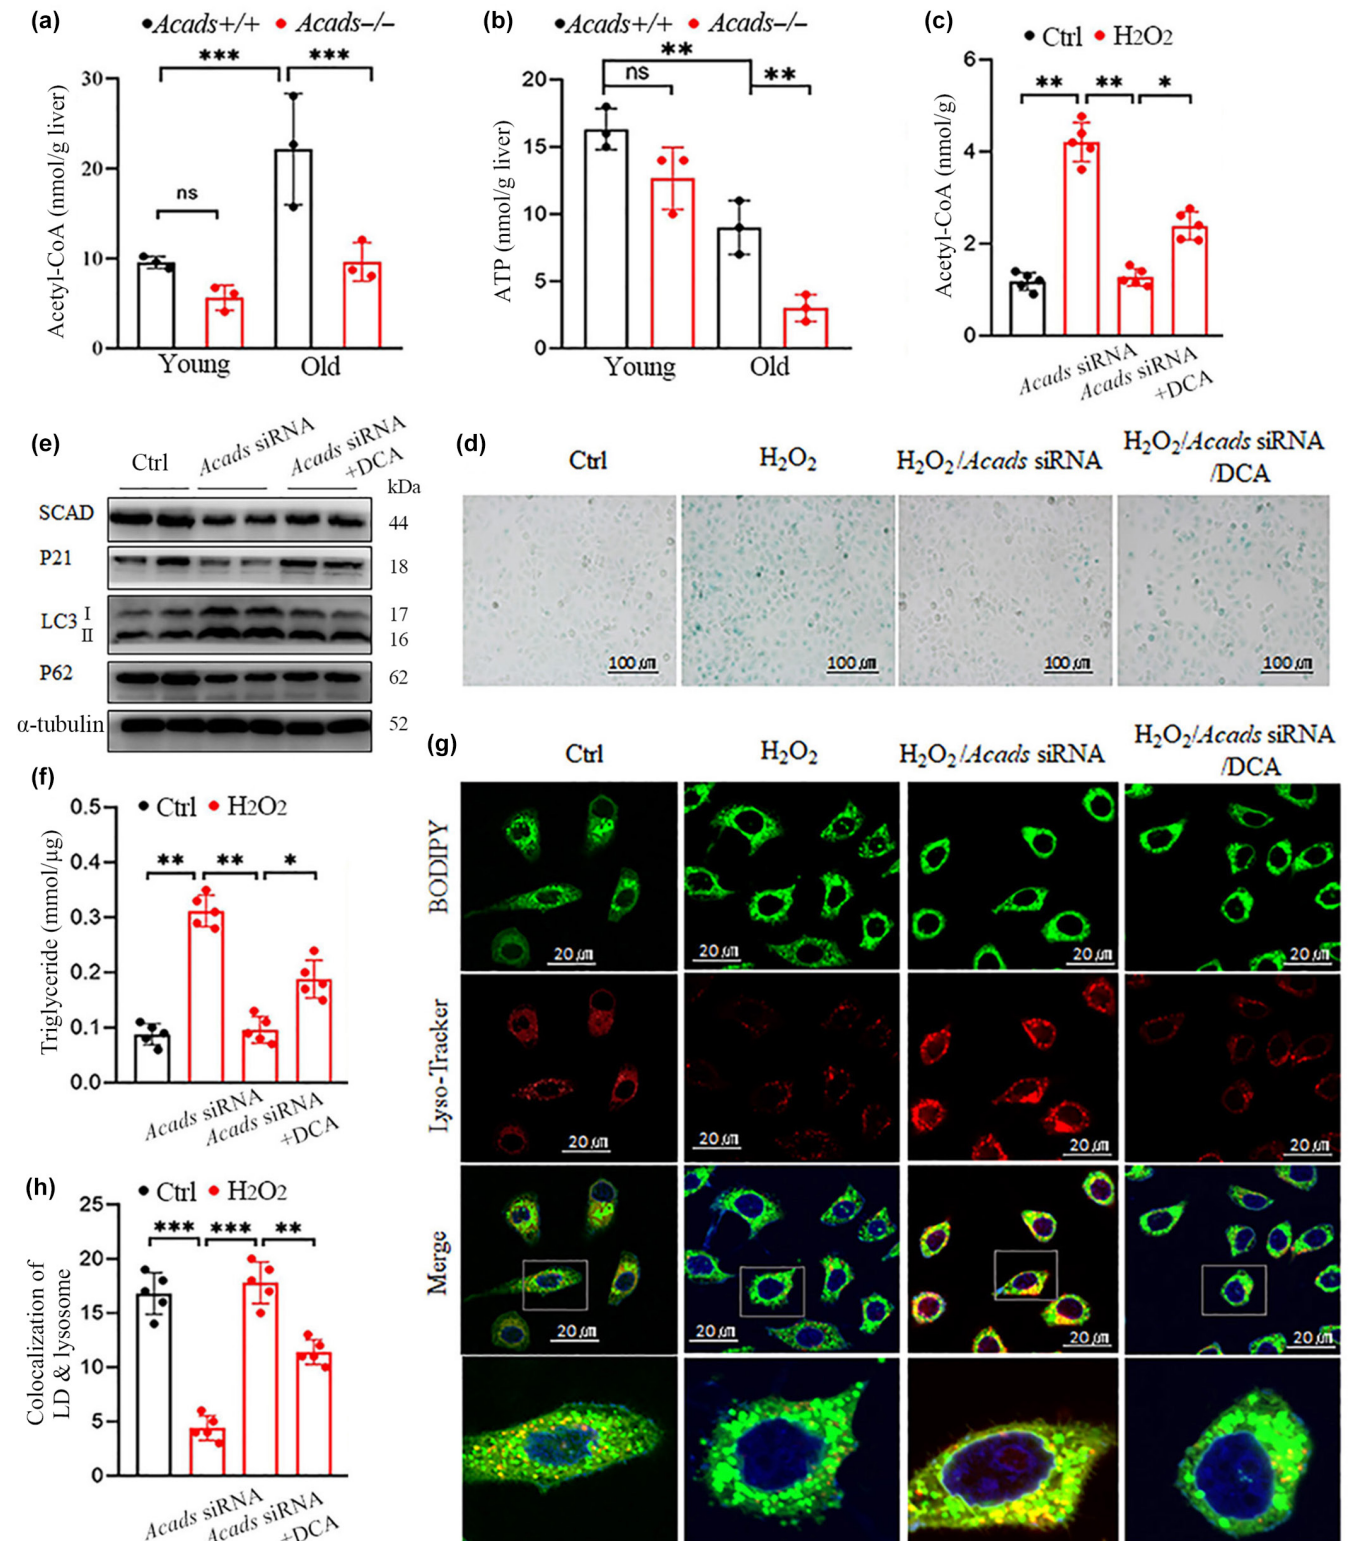 (a)
Acads+/+ Acads−/−
***
***
ns
30
20
10
0
Acetyl-CoA (nmol/g liver)
Young
Old
(b)
Acads+/+ Acads−/−
**
ns
**
20
15
10
5
0
ATP (nmol/g liver)
Young
Old
(c)
Ctrl H2O2
**
**
*
6
4
2
0
Acetyl-CoA (nmol/g)
Acads siRNA
Acads siRNA
+DCA
(e)
Ctrl
Acads siRNA
Acads siRNA
+DCA
kDa
SCAD
44
P21
18
LC3
I
17
II
16
P62
62
α-tubulin
52
(d)
Ctrl
H2O2
H2O2/Acads siRNA
H2O2/Acads siRNA
/DCA
100 ㎛
100 ㎛
100 ㎛
100 ㎛
(f)
Ctrl H2O2
**
**
*
0.5
0.4
0.3
0.2
0.1
0.0
Triglyceride (mmol/μg)
Acads siRNA
Acads siRNA
+DCA
(g)
Ctrl
H2O2
H2O2/Acads siRNA
H2O2/Acads siRNA
/DCA
BODIPY
20 ㎛
20 ㎛
20 ㎛
20 ㎛
Lyso-Tracker
20 ㎛
20 ㎛
20 ㎛
20 ㎛
Merge
20 ㎛
20 ㎛
20 ㎛
20 ㎛
(h)
Ctrl H2O2
***
***
**
25
20
15
10
5
0
Colocalization of
LD & lysosome
Acads siRNA
Acads siRNA
+DCA